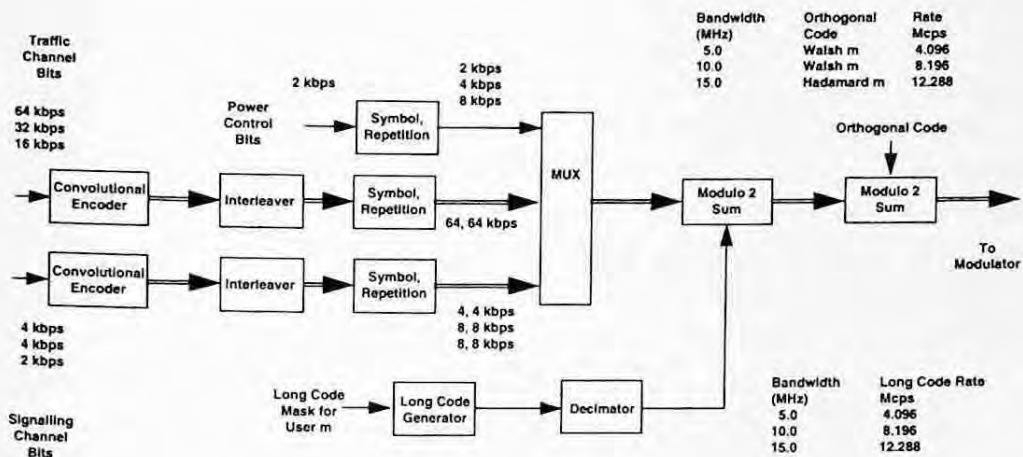 Bandwidth
(MHz)
5.0
10.0
15.0
Orthogonal
Code
Walsh m
Walsh m
Hadamard m
Rate
Mcps
4.096
8.196
12.288
Traffic
Channel
Bits
64 kbps
32 kbps
16 kbps
2 kbps
Power
Control
Bits
Symbol,
Repetition
2 kbps
4 kbps
8 kbps
Orthogonal Code
Convolutional
Encoder
Interleaver
Symbol,
Repetition
64, 64 kbps
MUX
Modulo 2
Sum
Modulo 2
Sum
To
Modulator
Convolutional
Encoder
Interleaver
Symbol,
Repetition
4, 4 kbps
8, 8 kbps
8, 8 kbps
4 kbps
4 kbps
2 kbps
Signalling
Channel
Bits
Long Code
Mask for
User m
Long Code
Generator
Decimator
Bandwidth
(MHz)
5.0
10.0
15.0
Long Code Rate
Mcps
4.096
8.196
12.288